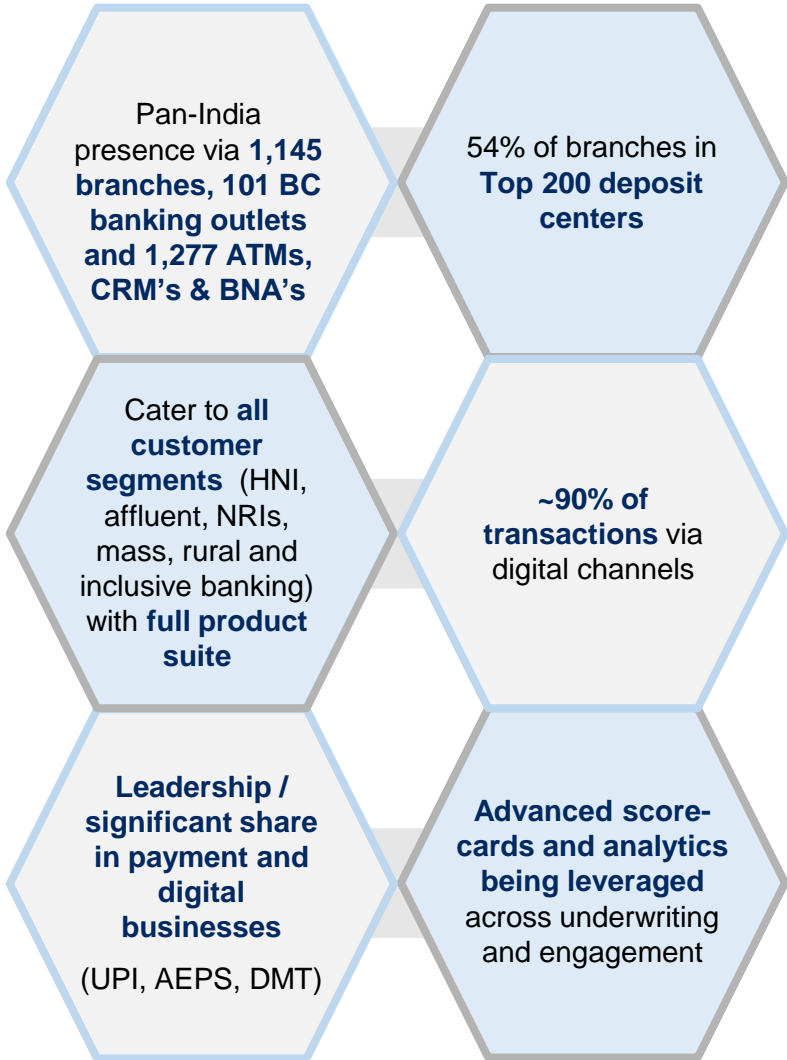 Pan-India
presence via 1,145
branches, 101 BC
banking outlets
and 1,277 ATMs,
CRM’s & BNA’s
54% of branches in
Top 200 deposit
centers
Cater to all
customer
segments (HNI,
affluent, NRIs,
mass, rural and
inclusive banking)
with full product
suite
~90% of
transactions via
digital channels
Leadership /
significant share
in payment and
digital
businesses
(UPI, AEPS, DMT)
Advanced score-
cards and analytics
being leveraged
across underwriting
and engagement